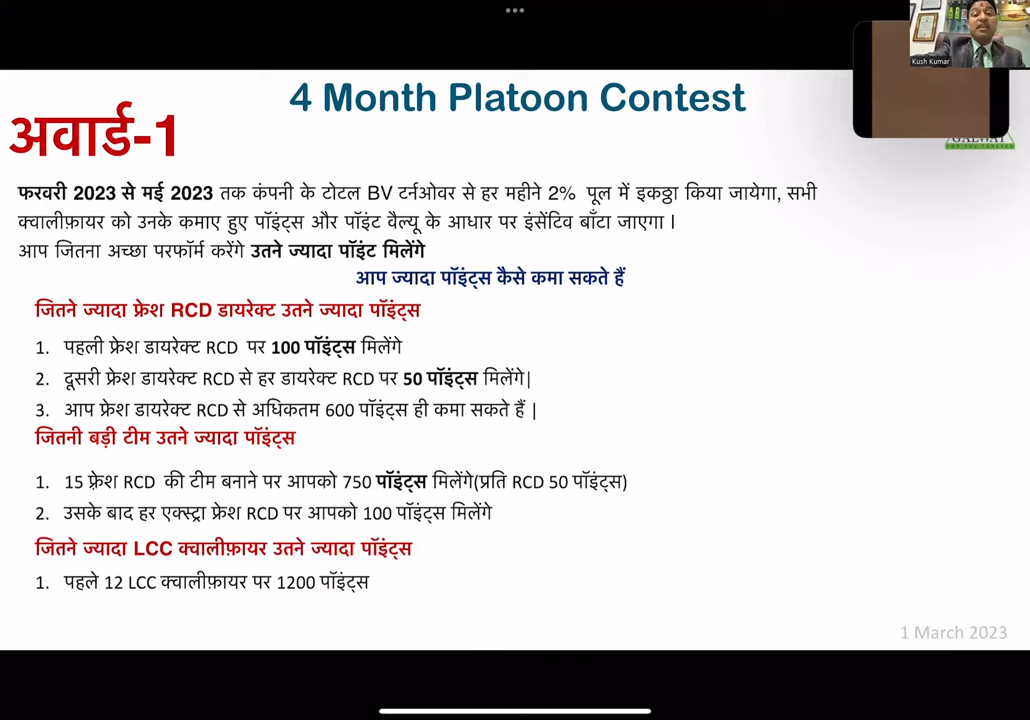 Kush Kumar
4 Month Platoon Contest
अवार्ड-1
FOR YOU FOREVER
फरवरी 2023 से मई 2023 तक कंपनी के टोटल BV टर्नओवर से हर महीने 2% पूल में इकठ्ठा किया जायेगा, सभी
क्वालीफ़ायर को उनके कमाए हुए पॉइंट्स और पॉइंट वैल्यू के आधार पर इंसेंटिव बाँटा जाएगा l
आप जितना अच्छा परफॉर्म करेंगे उतने ज्यादा पॉइंट मिलेंगे
आप ज्यादा पॉइंट्स कैसे कमा सकते हैं
जितने ज्यादा फ्रेश RCD डायरेक्ट उतने ज्यादा पॉइंट्स
1. पहली फ्रेश डायरेक्ट RCD पर 100 पॉइंट्स मिलेंगे
2. दूसरी फ्रेश डायरेक्ट RCD से हर डायरेक्ट RCD पर 50 पॉइंट्स मिलेंगे|
3. आप फ्रेश डायरेक्ट RCD से अधिकतम 600 पॉइंट्स ही कमा सकते हैं |
जितनी बड़ी टीम उतने ज्यादा पॉइंट्स
1. 15 फ़्रेश RCD की टीम बनाने पर आपको 750 पॉइंट्स मिलेंगे(प्रति RCD 50 पॉइंट्स)
2. उसके बाद हर एक्स्ट्रा फ्रेश RCD पर आपको 100 पॉइंट्स मिलेंगे
जितने ज्यादा LCC क्वालीफ़ायर उतने ज्यादा पॉइंट्स
1. पहले 12 LCC क्वालीफ़ायर पर 1200 पॉइंट्स
1 March 2023